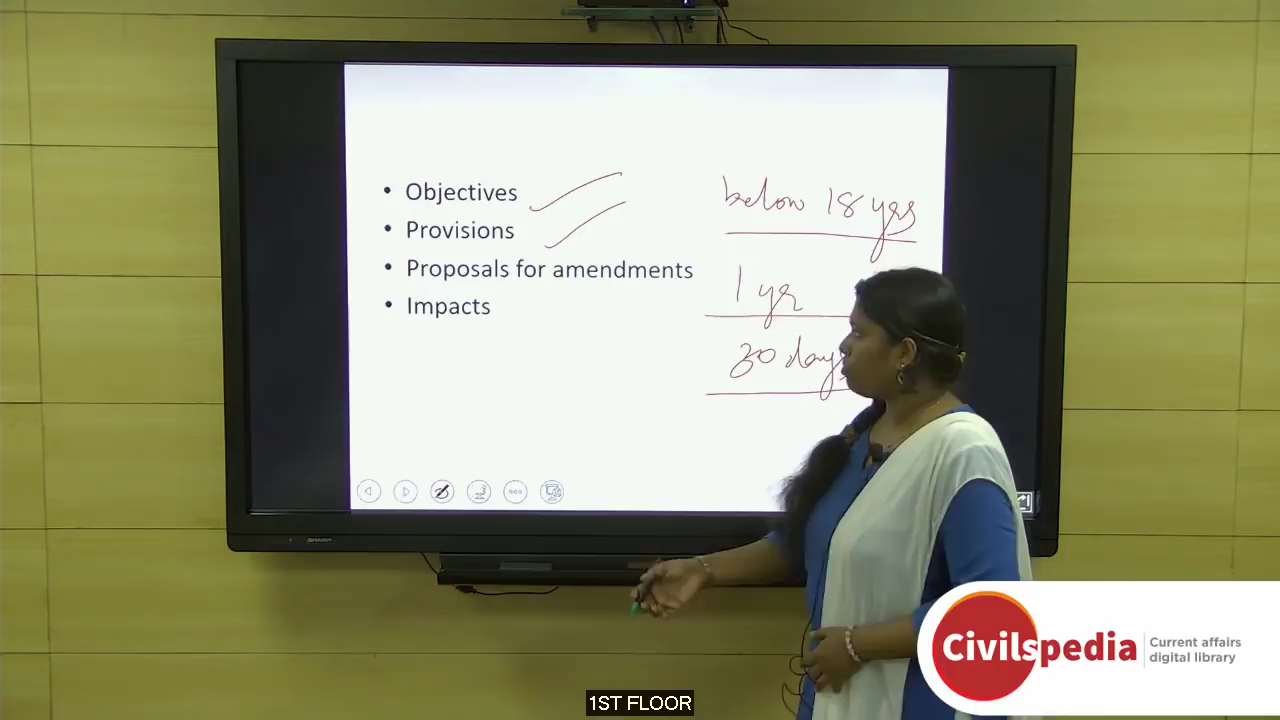 • Objectives
• Provisions
• Proposals for amendments
• Impacts
below 18 yrs
1 yr
30 days
SHARP
Civilspedia
Current affairs
digital library
1ST FLOOR